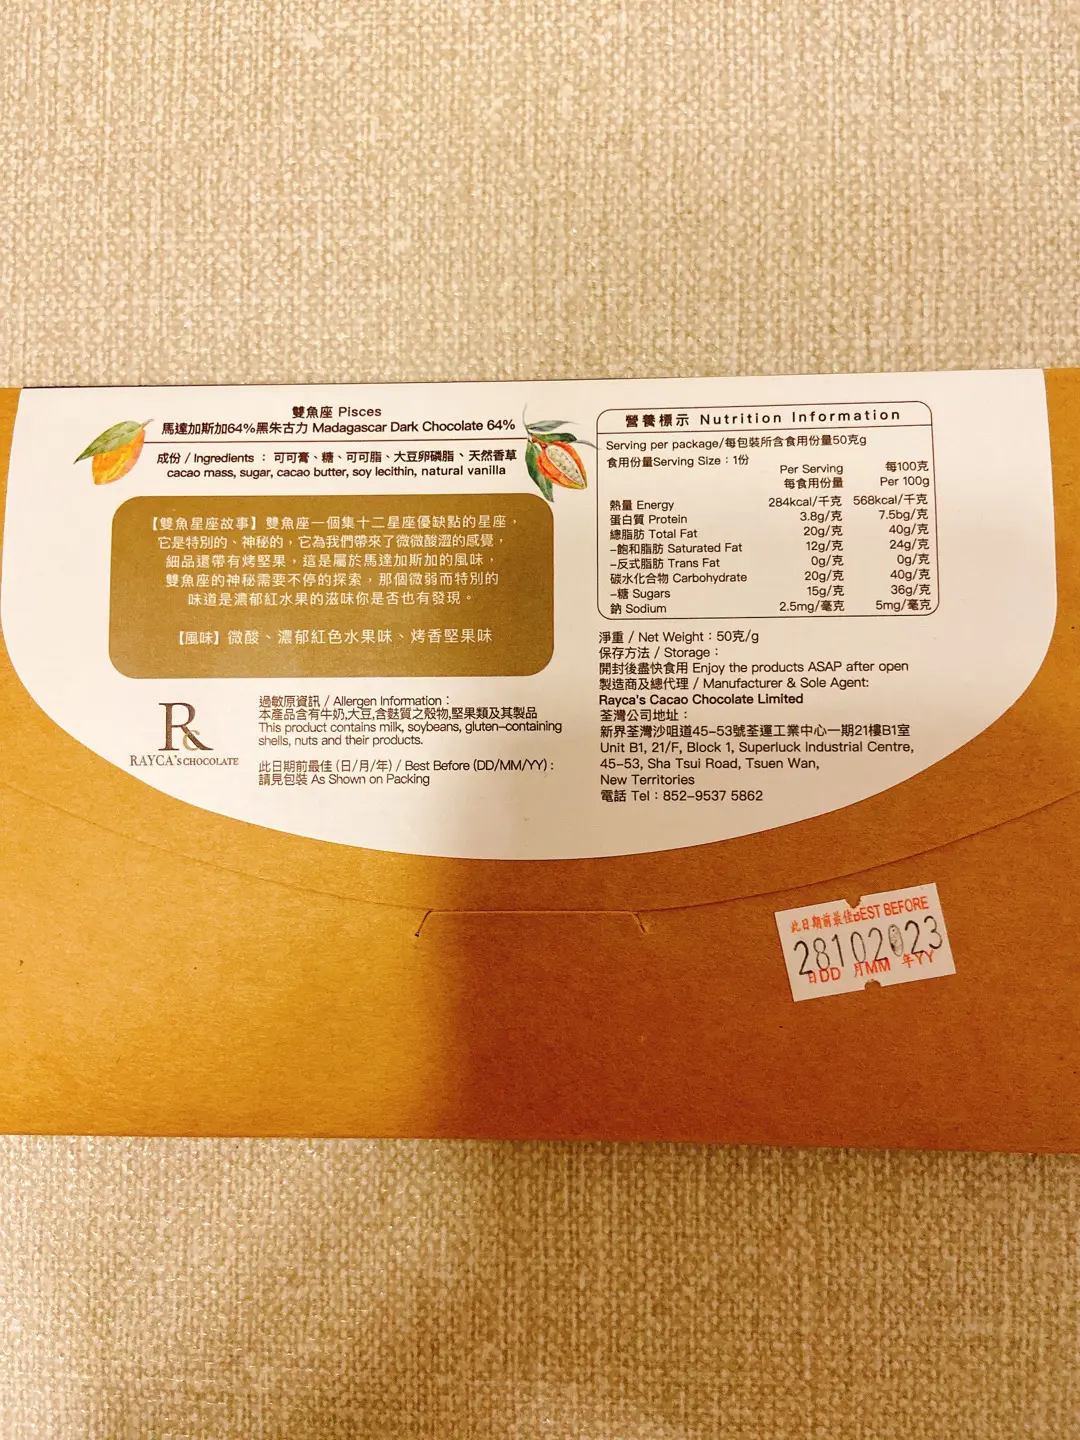 雙魚座 Pisces
馬達加斯加64%黑朱古力 Madagascar Dark Chocolate 64%
成份 / Ingredients ： 可可膏、糖、可可脂、大豆卵磷脂、天然香草
cacao mass, sugar, cacao butter, soy lecithin, natural vanilla
【雙魚星座故事】雙魚座一個集十二星座優缺點的星座，
它是特別的、神秘的，它為我們帶來了微微酸澀的感覺，
細品還帶有烤堅果，這是屬於馬達加斯加的風味，
雙魚座的神秘需要不停的探索，那個微弱而特別的
味道是濃郁紅水果的滋味你是否也有發現。
【風味】微酸、濃郁紅色水果味、烤香堅果味
RAYCA's CHOCOLATE
過敏原資訊 / Allergen Information：
本產品含有牛奶,大豆,含麩質之殼物,堅果類及其製品
This product contains milk, soybeans, gluten-containing
shells, nuts and their products.
此日期前最佳 (日/月/年) / Best Before (DD/MM/YY)：
請見包裝 As Shown on Packing
營養標示 Nutrition Information
Serving per package/每包裝所含食用份量50克g
食用份量Serving Size：1份
Per Serving 每100克
每食用份量 Per 100g
熱量 Energy 284kcal/千克 568kcal/千克
蛋白質 Protein 3.8g/克 7.5bg/克
總脂肪 Total Fat 20g/克 40g/克
-飽和脂肪 Saturated Fat 12g/克 24g/克
-反式脂肪 Trans Fat 0g/克 0g/克
碳水化合物 Carbohydrate 20g/克 40g/克
-糖 Sugars 15g/克 36g/克
鈉 Sodium 2.5mg/毫克 5mg/毫克
淨重 / Net Weight：50克/g
保存方法 / Storage：
開封後盡快食用 Enjoy the products ASAP after open
製造商及總代理 / Manufacturer & Sole Agent:
Rayca's Cacao Chocolate Limited
荃灣公司地址：
新界荃灣沙咀道45-53號荃運工業中心一期21樓B1室
Unit B1, 21/F, Block 1, Superluck Industrial Centre,
45-53, Sha Tsui Road, Tsuen Wan,
New Territories
電話 Tel：852-9537 5862
此日期前最佳BEST BEFORE
28102023
日DD 月MM 年YY